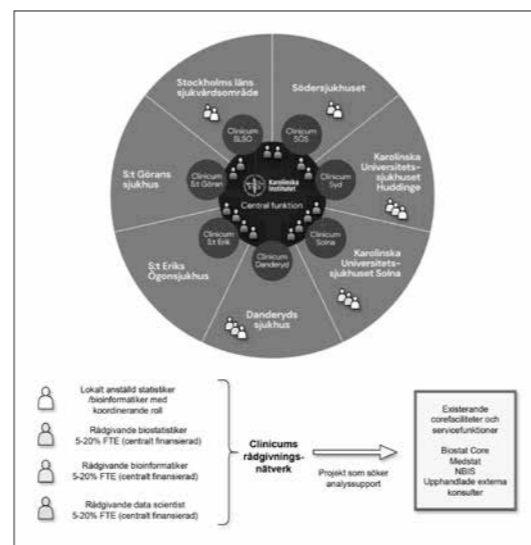 Stockholms läns
sjukvårdsområde
Södersjukhuset
Clinicum
SLSO
Clinicum
SÖS
S:t Görans
sjukhus
Clinicum
S:t Göran
Karolinska
Institutet
Central funktion
Clinicum
Syd
Karolinska
Universitets-
sjukhuset
Huddinge
S:t Eriks
Ögonsjukhus
Clinicum
S:t Erik
Clinicum
Danderyd
Clinicum
Solna
Karolinska
Universitets-
sjukhuset Solna
Danderyds
sjukhus
Lokalt anställd statistiker
/bioinformatiker med
koordinerande roll
Rådgivande biostatistiker
5-20% FTE (centralt finansierad)
Rådgivande bioinformatiker
5-20% FTE (centralt finansierad)
Rådgivande data scientist
5-20% FTE (centralt finansierad)
Clinicums
rådgivnings-
nätverk
Projekt som söker
analyssupport
Existerande
corefaciliteter och
servicefunktioner
Biostat Core
Medstat
NBIS
Upphandlade externa
konsulter